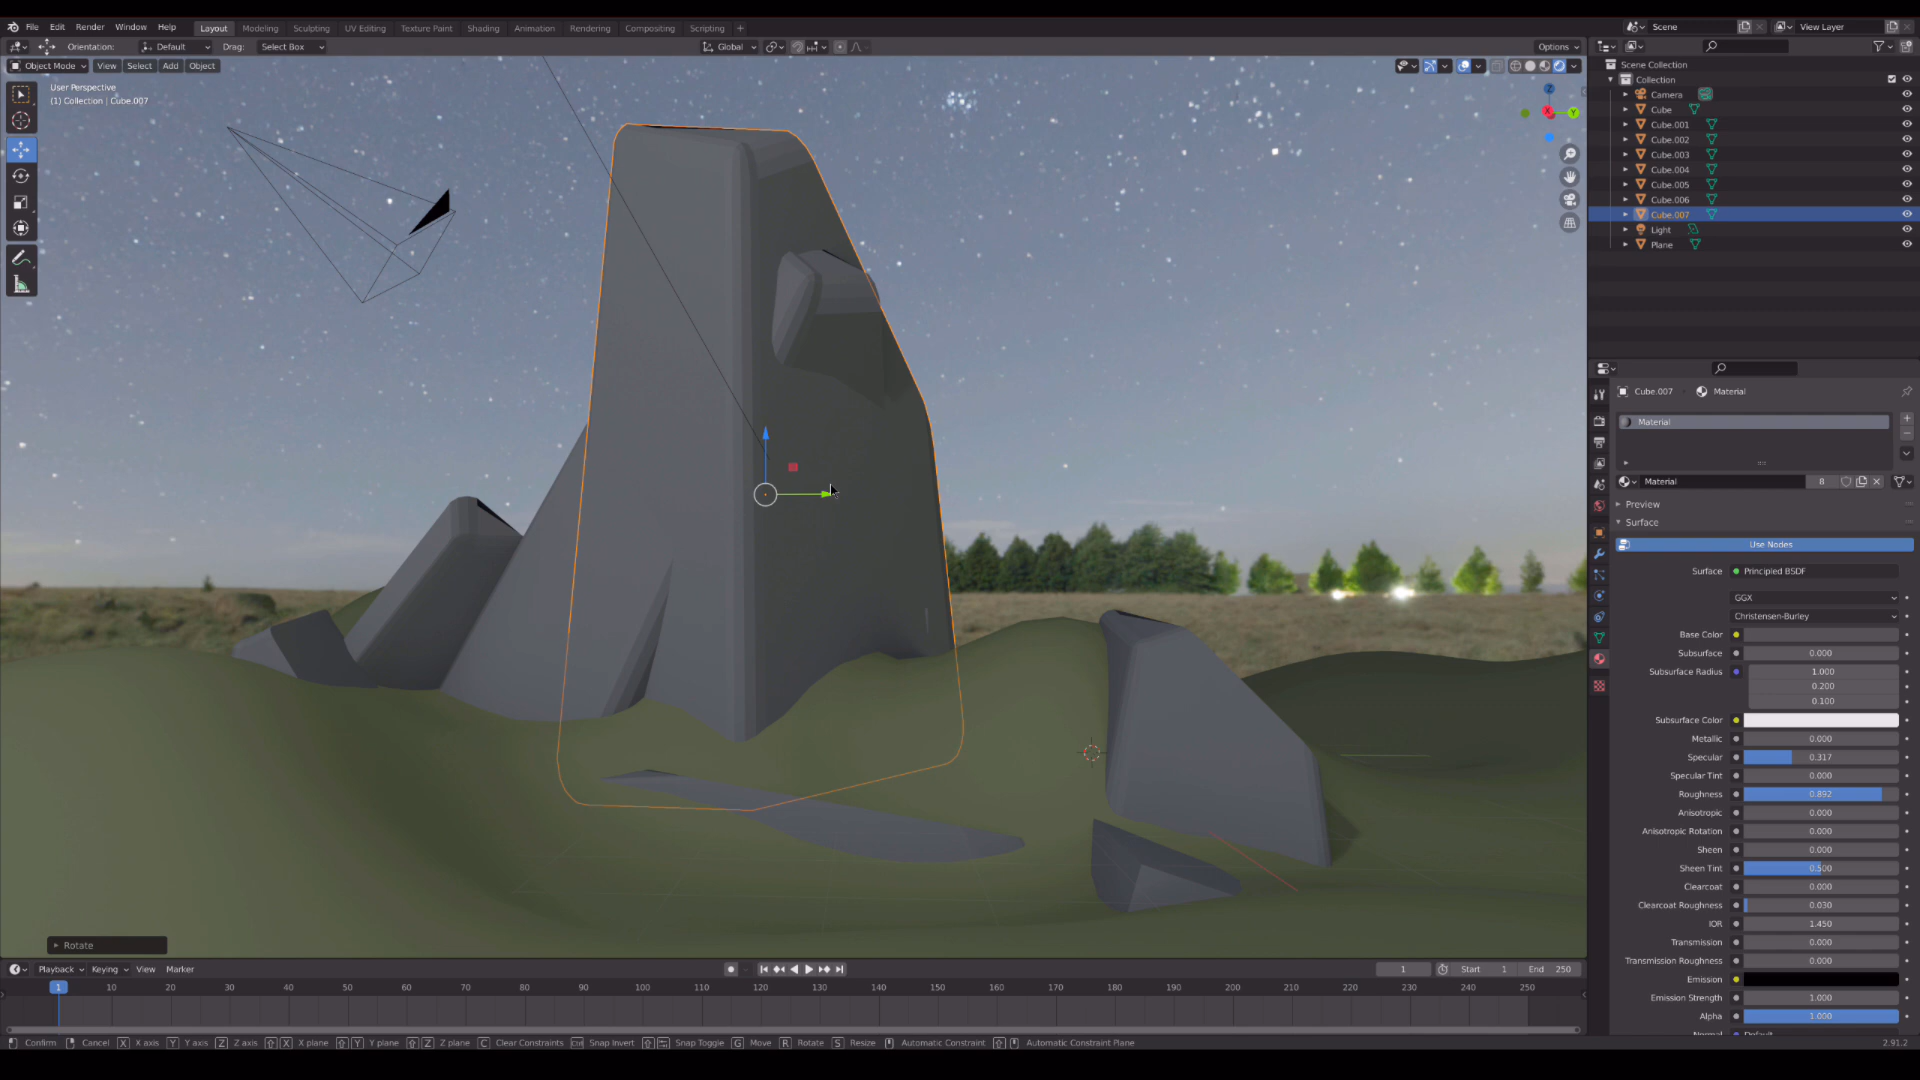 File Edit Render Window Help Layout Modeling Sculpting UV Editing Texture Paint Shading Animation Rendering Compositing Scripting + Scene View Layer
Orientation: Default Drag: Select Box Global Options
Object Mode View Select Add Object
User Perspective
(1) Collection | Cube.007
Z
X
Y
Scene Collection
Collection
Camera
Cube
Cube.001
Cube.002
Cube.003
Cube.004
Cube.005
Cube.006
Cube.007
Light
Plane
Cube.007 Material
Material
Material 8
Preview
Surface
Use Nodes
Surface Principled BSDF
GGX
Christensen-Burley
Base Color
Subsurface 0.000
Subsurface Radius 1.000
0.200
0.100
Subsurface Color
Metallic 0.000
Specular 0.317
Specular Tint 0.000
Roughness 0.892
Anisotropic 0.000
Anisotropic Rotation 0.000
Sheen 0.000
Sheen Tint 0.500
Clearcoat 0.000
Clearcoat Roughness 0.030
IOR 1.450
Transmission 0.000
Transmission Roughness 0.000
Emission
Emission Strength 1.000
Alpha 1.000
Normal Default
Rotate
Playback Keying View Marker 1 Start 1 End 250
1 10 20 30 40 50 60 70 80 90 100 110 120 130 140 150 160 170 180 190 200 210 220 230 240 250
Confirm Cancel X X axis Y Y axis Z Z axis X X plane Y Y plane Z Z plane C Clear Constraints Ctrl Snap Invert Snap Toggle G Move R Rotate S Resize Automatic Constraint Automatic Constraint Plane 2.91.2